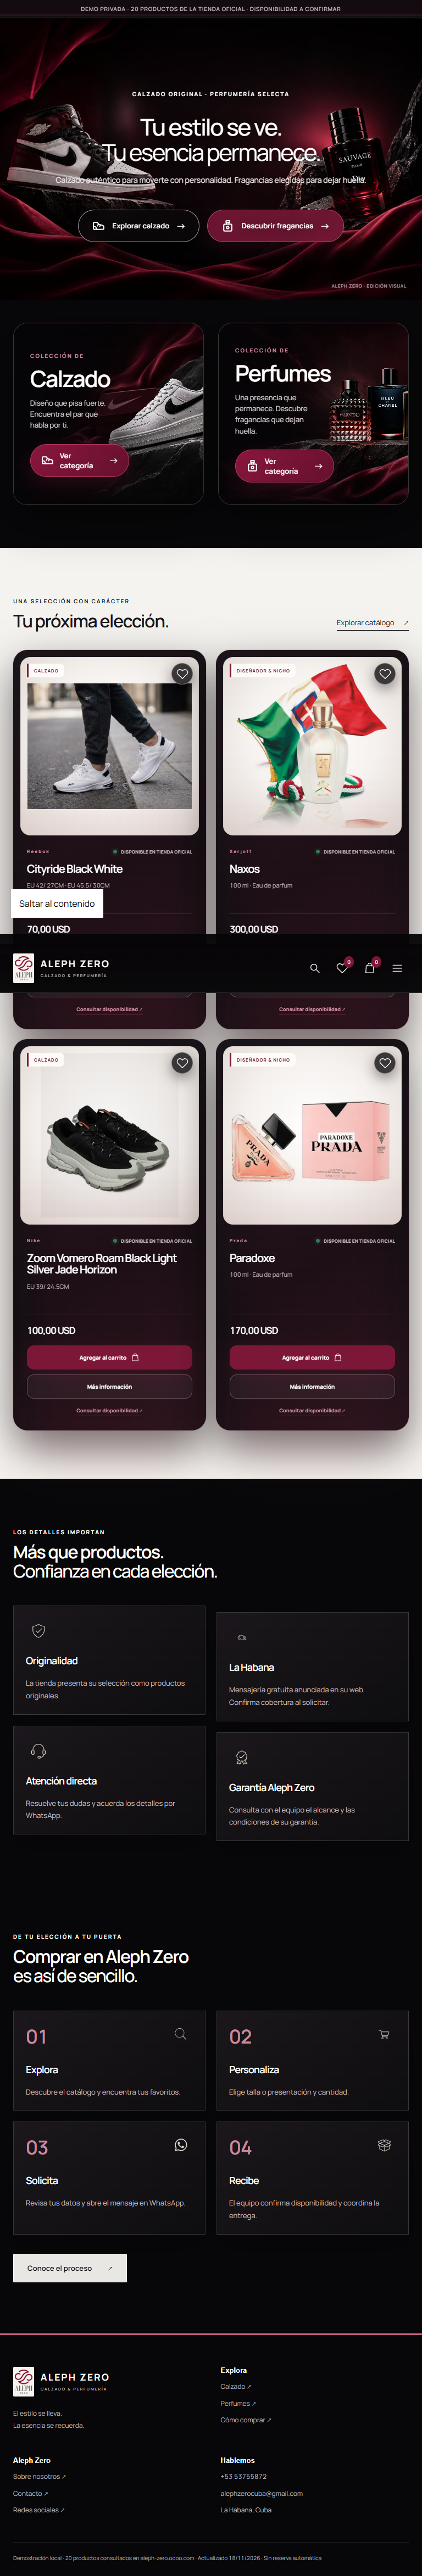 DEMO PRIVADA · 20 PRODUCTOS DE LA TIENDA OFICIAL · DISPONIBILIDAD A CONFIRMAR
CALZADO ORIGINAL · PERFUMERÍA SELECTA
Tu estilo se ve.
Tu esencia permanece.
Calzado auténtico para moverte con personalidad. Fragancias elegidas para dejar huella.
SAUVAGE
Dior
Explorar calzado →
Descubrir fragancias →
ALEPH ZERO · EDICIÓN VISUAL
COLECCIÓN DE
Calzado
Diseño que pisa fuerte.
Encuentra el par que
habla por ti.
Ver
categoría →
COLECCIÓN DE
Perfumes
Una presencia que
permanece. Descubre
fragancias que dejan
huella.
Ver
categoría →
VALENTINO
BLEU
DE
CHANEL
UNA SELECCIÓN CON CARÁCTER
Tu próxima elección.
Explorar catálogo ↗
CALZADO
Reebok
DISPONIBLE EN TIENDA OFICIAL
Cityride Black White
EU 42/ 27CM · EU 45.5/ 30CM
70,00 USD
DISEÑADOR & NICHO
Xerjoff
DISPONIBLE EN TIENDA OFICIAL
Naxos
100 ml · Eau de parfum
300,00 USD
Saltar al contenido
ALEPH
ZERO
ALEPH ZERO
CALZADO & PERFUMERÍA
0
0
Consultar disponibilidad ↗
Consultar disponibilidad ↗
CALZADO
Nike
DISPONIBLE EN TIENDA OFICIAL
Zoom Vomero Roam Black Light
Silver Jade Horizon
EU 39/ 24.5CM
100,00 USD
Agregar al carrito
Más información
Consultar disponibilidad ↗
DISEÑADOR & NICHO
PRADA
PARADOXE
PRADA
Prada
DISPONIBLE EN TIENDA OFICIAL
Paradoxe
100 ml · Eau de parfum
170,00 USD
Agregar al carrito
Más información
Consultar disponibilidad ↗
LOS DETALLES IMPORTAN
Más que productos.
Confianza en cada elección.
Originalidad
La tienda presenta su selección como productos
originales.
La Habana
Mensajería gratuita anunciada en su web.
Confirma cobertura al solicitar.
Atención directa
Resuelve tus dudas y acuerda los detalles por
WhatsApp.
Garantía Aleph Zero
Consulta con el equipo el alcance y las
condiciones de su garantía.
DE TU ELECCIÓN A TU PUERTA
Comprar en Aleph Zero
es así de sencillo.
01
Explora
Descubre el catálogo y encuentra tus favoritos.
02
Personaliza
Elige talla o presentación y cantidad.
03
Solicita
Revisa tus datos y abre el mensaje en WhatsApp.
04
Recibe
El equipo confirma disponibilidad y coordina la
entrega.
Conoce el proceso ↗
ALEPH
ZERO
ALEPH ZERO
CALZADO & PERFUMERÍA
El estilo se lleva.
La esencia se recuerda.
Explora
Calzado ↗
Perfumes ↗
Cómo comprar ↗
Aleph Zero
Sobre nosotros ↗
Contacto ↗
Redes sociales ↗
Hablemos
+53 53755872
alephzerocuba@gmail.com
La Habana, Cuba
Demostración local · 20 productos consultados en aleph-zero.odoo.com · Actualizado 18/11/2026 · Sin reserva automática